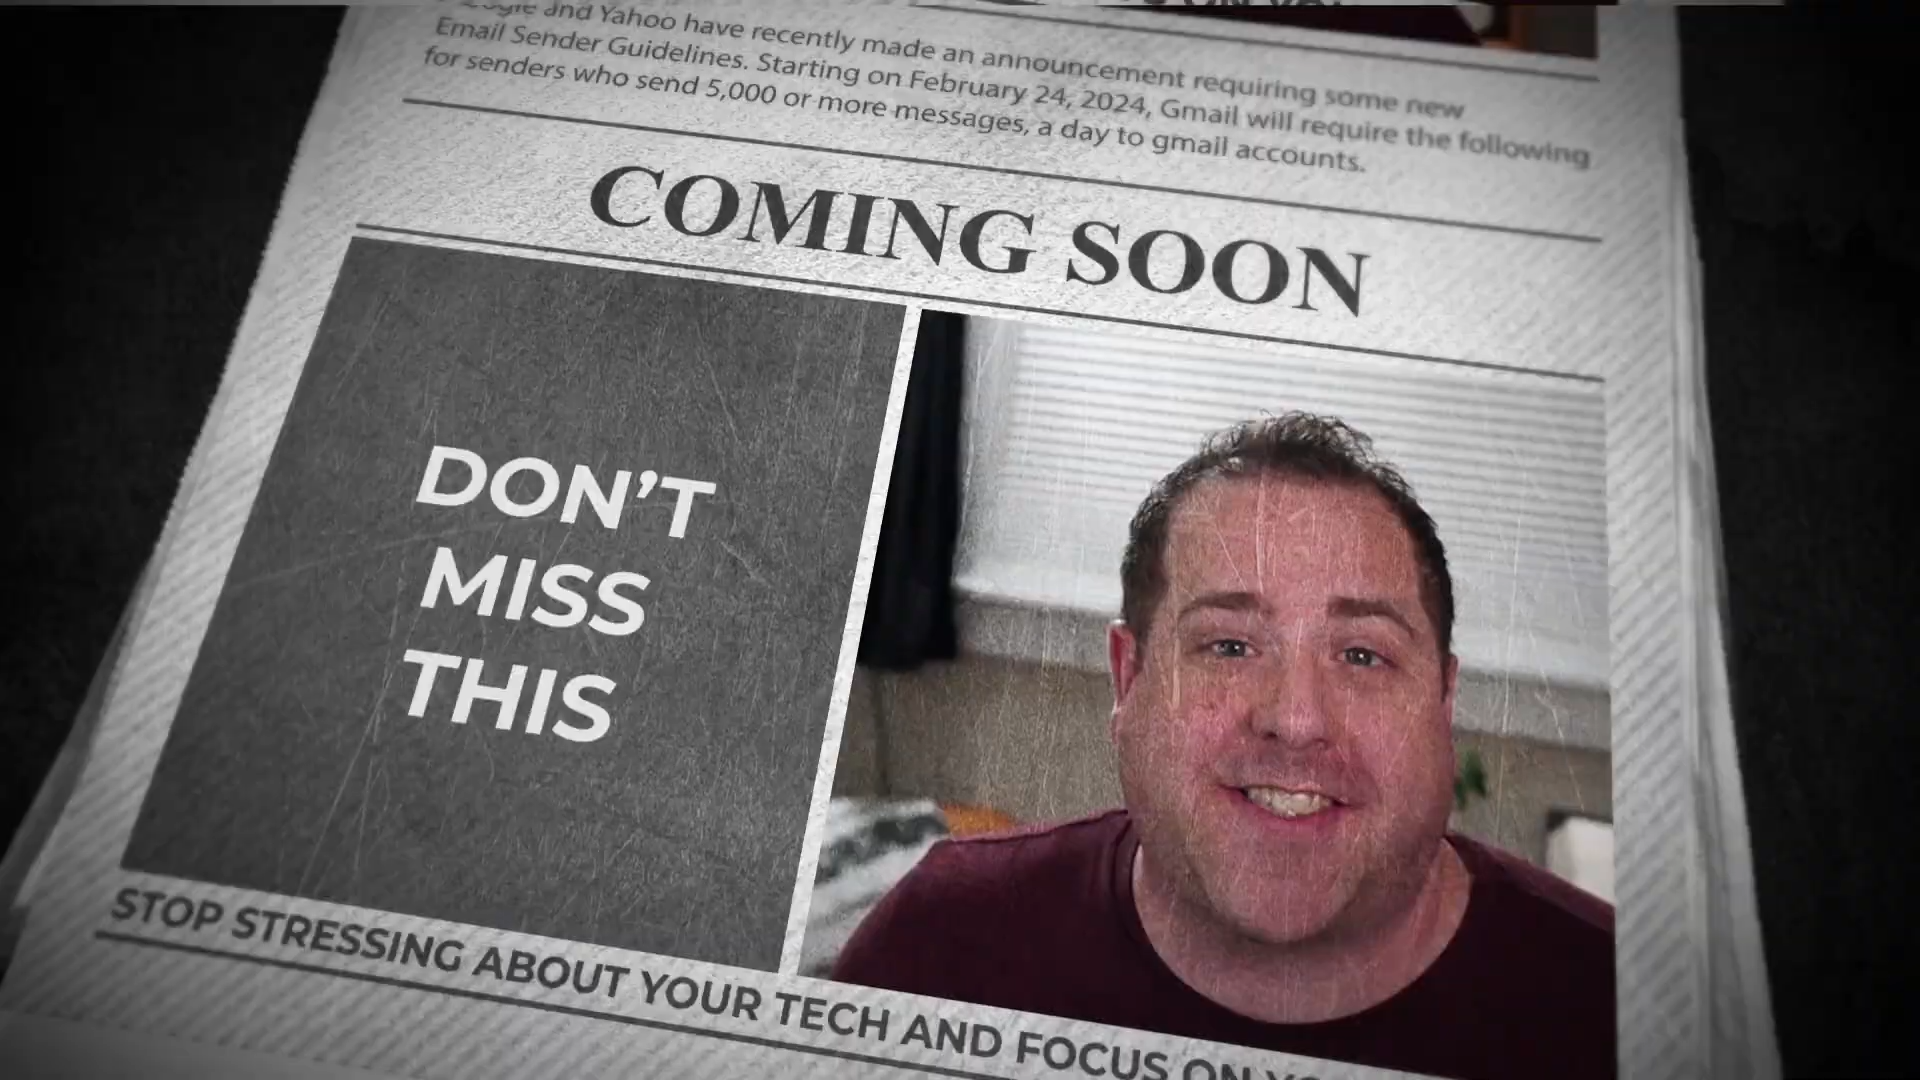 and Yahoo have recently made an announcement requiring some new
Email Sender Guidelines. Starting on February 24, 2024, Gmail will require the following
for senders who send 5,000 or more messages, a day to gmail accounts.
COMING SOON
DON'T
MISS
THIS
STOP STRESSING ABOUT YOUR TECH AND FOCUS ON